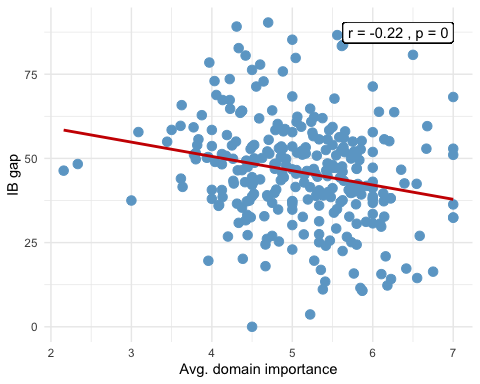 r = -0.22 , p = 0
IB gap
75
50
25
0
2 3 4 5 6 7
Avg. domain importance